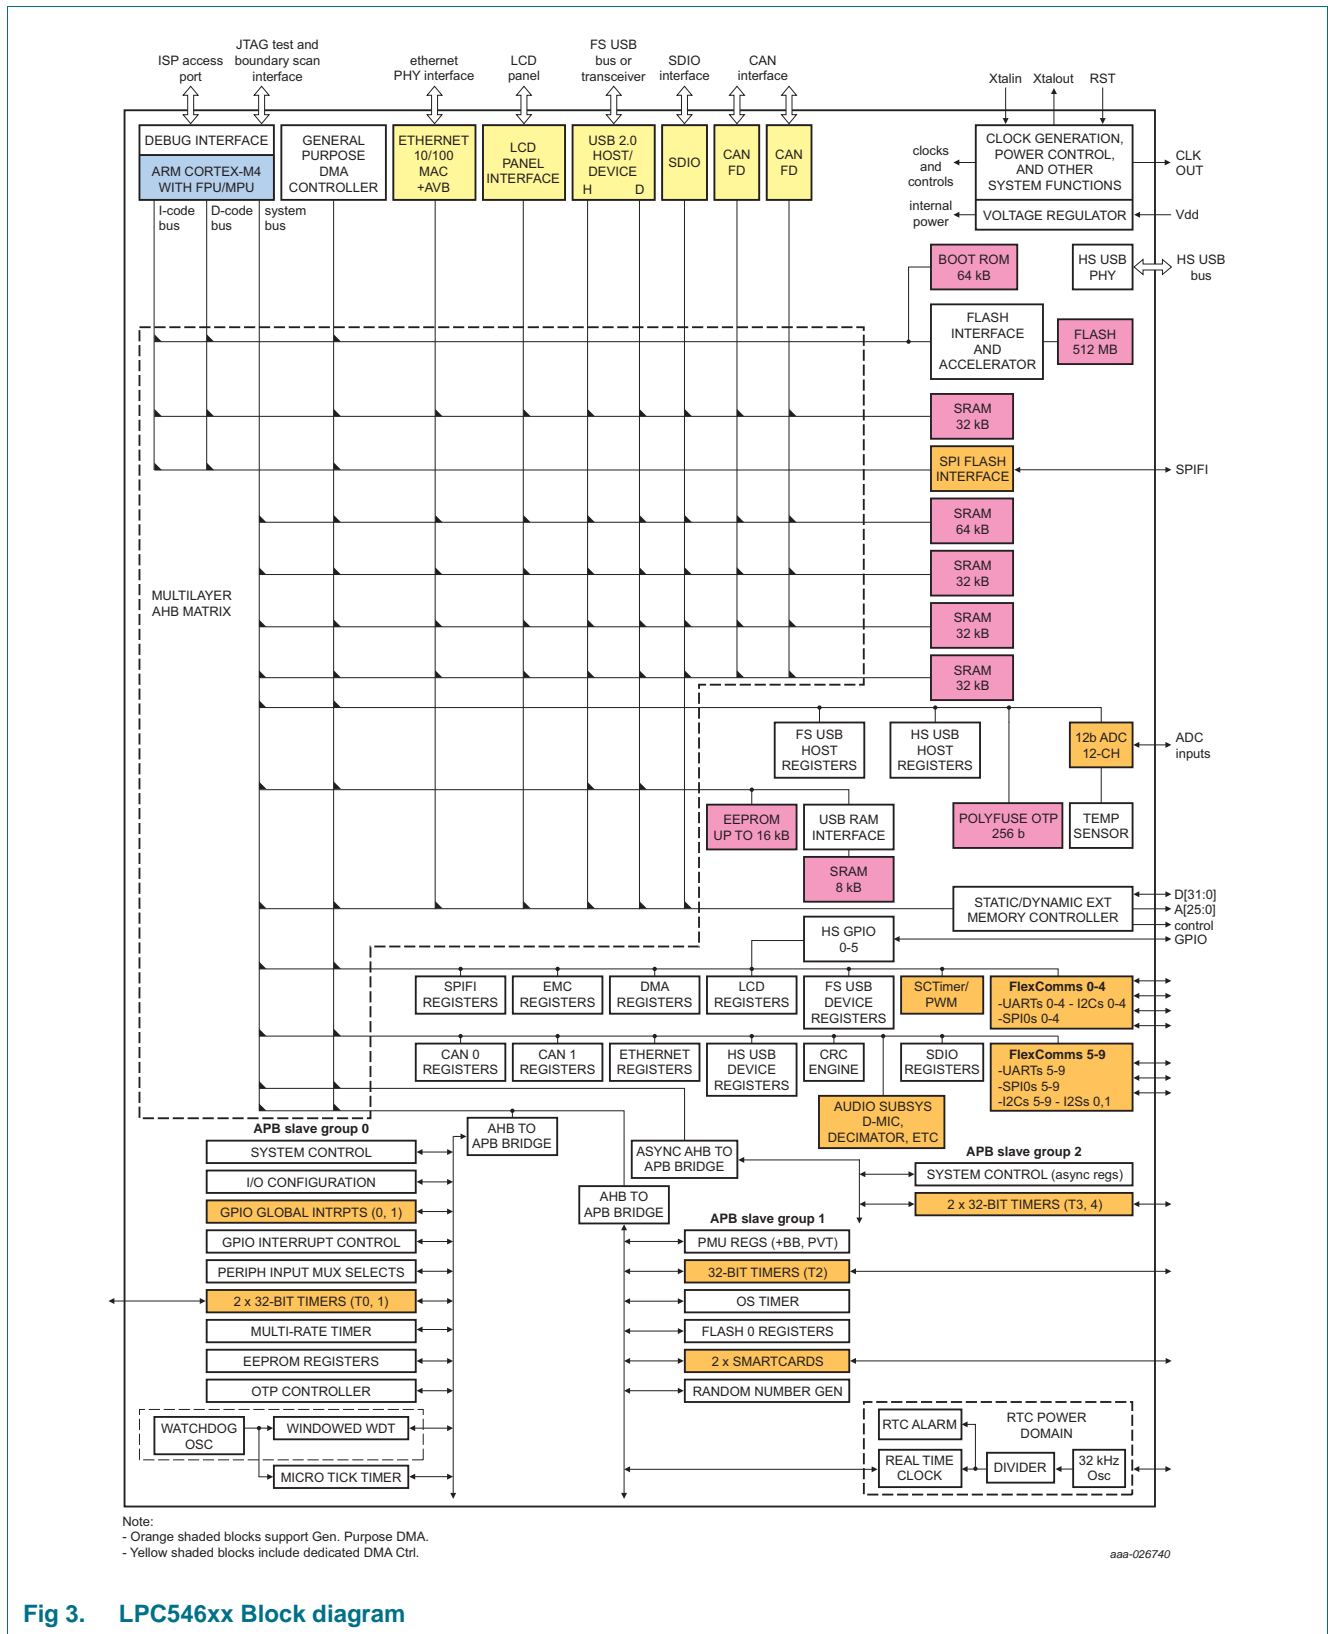 ISP access
port
JTAG test and
boundary scan
interface
ethernet
PHY interface
LCD
panel
FS USB
bus or
transceiver
SDIO
interface
CAN
interface
Xtalin
Xtalout
RST
DEBUG INTERFACE
ARM CORTEX-M4
WITH FPU/MPU
GENERAL
PURPOSE
DMA
CONTROLLER
ETHERNET
10/100
MAC
+AVB
LCD
PANEL
INTERFACE
USB 2.0
HOST/
DEVICE
H D
SDIO
CAN
FD
CAN
FD
clocks
and
controls
internal
power
CLOCK GENERATION,
POWER CONTROL,
AND OTHER
SYSTEM FUNCTIONS
VOLTAGE REGULATOR
CLK
OUT
Vdd
I-code
bus
D-code
bus
system
bus
BOOT ROM
64 kB
HS USB
PHY
HS USB
bus
FLASH
INTERFACE
AND
ACCELERATOR
FLASH
512 MB
SRAM
32 kB
SPI FLASH
INTERFACE
SPIFI
SRAM
64 kB
SRAM
32 kB
MULTILAYER
AHB MATRIX
SRAM
32 kB
SRAM
32 kB
FS USB
HOST
REGISTERS
HS USB
HOST
REGISTERS
12b ADC
12-CH
ADC
inputs
EEPROM
UP TO 16 kB
USB RAM
INTERFACE
POLYFUSE OTP
256 b
TEMP
SENSOR
SRAM
8 kB
STATIC/DYNAMIC EXT
MEMORY CONTROLLER
D[31:0]
A[25:0]
control
GPIO
HS GPIO
0-5
SPIFI
REGISTERS
EMC
REGISTERS
DMA
REGISTERS
LCD
REGISTERS
FS USB
DEVICE
REGISTERS
SCTimer/
PWM
FlexComms 0-4
-UARTs 0-4 - I2Cs 0-4
-SPI0s 0-4
CAN 0
REGISTERS
CAN 1
REGISTERS
ETHERNET
REGISTERS
HS USB
DEVICE
REGISTERS
CRC
ENGINE
SDIO
REGISTERS
FlexComms 5-9
-UARTs 5-9
-SPI0s 5-9
-I2Cs 5-9 - I2Ss 0,1
AUDIO SUBSYS
D-MIC,
DECIMATOR, ETC
APB slave group 0
AHB TO
APB BRIDGE
ASYNC AHB TO
APB BRIDGE
APB slave group 2
SYSTEM CONTROL
SYSTEM CONTROL (async regs)
I/O CONFIGURATION
AHB TO
APB BRIDGE
2 x 32-BIT TIMERS (T3, 4)
GPIO GLOBAL INTRPTS (0, 1)
APB slave group 1
GPIO INTERRUPT CONTROL
PMU REGS (+BB, PVT)
PERIPH INPUT MUX SELECTS
32-BIT TIMERS (T2)
2 x 32-BIT TIMERS (T0, 1)
OS TIMER
MULTI-RATE TIMER
FLASH 0 REGISTERS
EEPROM REGISTERS
2 x SMARTCARDS
OTP CONTROLLER
RANDOM NUMBER GEN
WATCHDOG
OSC
WINDOWED WDT
MICRO TICK TIMER
RTC ALARM
RTC POWER
DOMAIN
REAL TIME
CLOCK
DIVIDER
32 kHz
Osc
Note:
- Orange shaded blocks support Gen. Purpose DMA.
- Yellow shaded blocks include dedicated DMA Ctrl.
aaa-026740
Fig 3. LPC546xx Block diagram